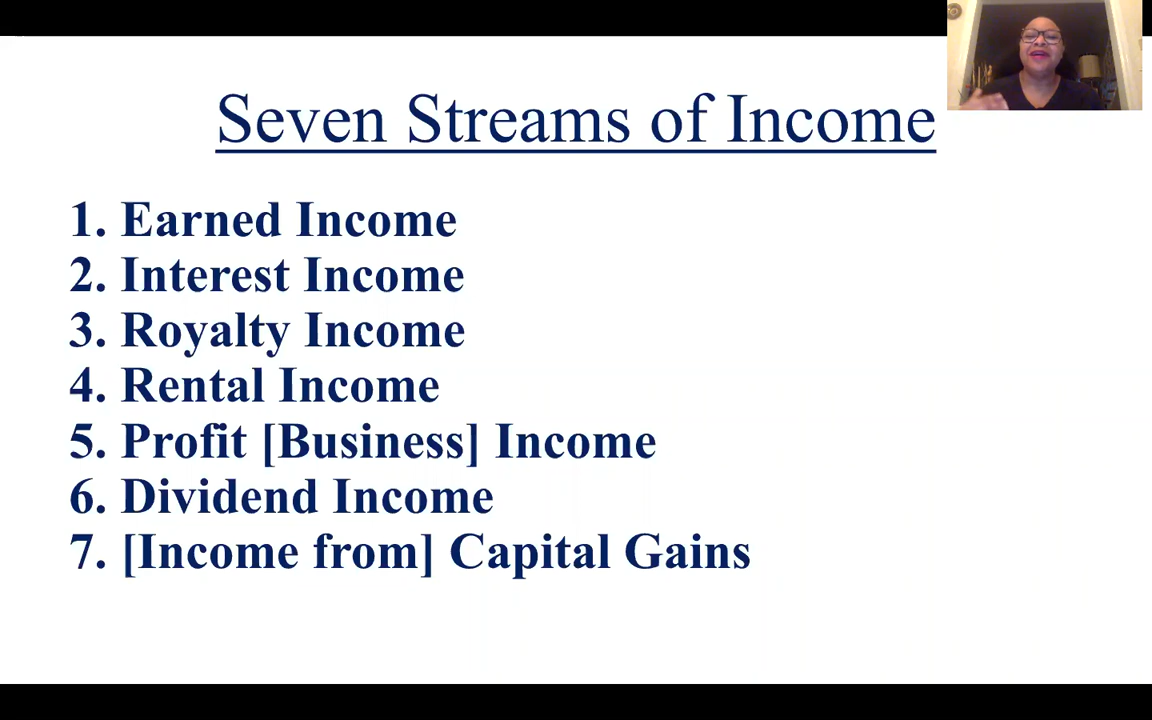 Seven Streams of Income
1. Earned Income
2. Interest Income
3. Royalty Income
4. Rental Income
5. Profit [Business] Income
6. Dividend Income
7. [Income from] Capital Gains